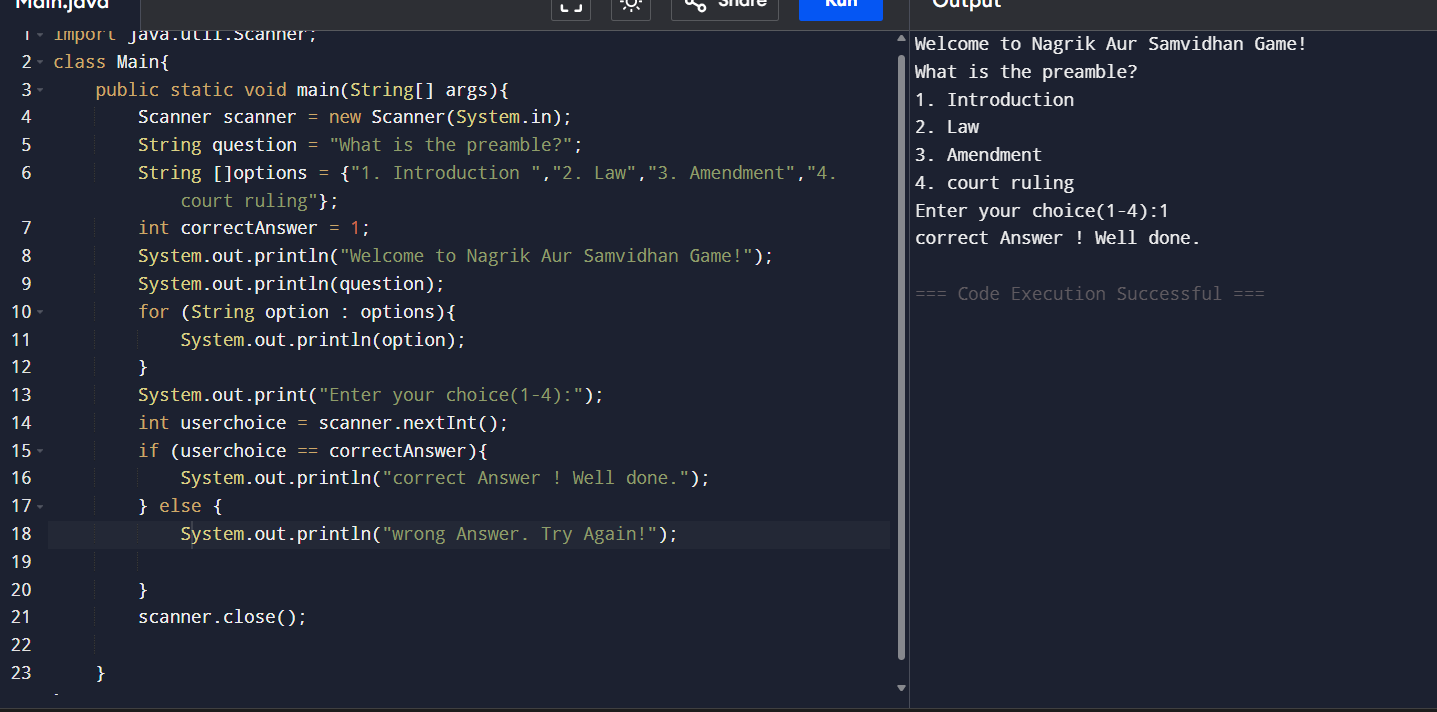 Main.java
Share
Run
Output
1 import java.util.Scanner;
2 class Main{
3 public static void main(String[] args){
4 Scanner scanner = new Scanner(System.in);
5 String question = "What is the preamble?";
6 String []options = {"1. Introduction ","2. Law","3. Amendment","4.
court ruling"};
7 int correctAnswer = 1;
8 System.out.println("Welcome to Nagrik Aur Samvidhan Game!");
9 System.out.println(question);
10 for (String option : options){
11 System.out.println(option);
12 }
13 System.out.print("Enter your choice(1-4):");
14 int userchoice = scanner.nextInt();
15 if (userchoice == correctAnswer){
16 System.out.println("correct Answer ! Well done.");
17 } else {
18 System.out.println("wrong Answer. Try Again!");
19
20 }
21 scanner.close();
22
23 }
Welcome to Nagrik Aur Samvidhan Game!
What is the preamble?
1. Introduction
2. Law
3. Amendment
4. court ruling
Enter your choice(1-4):1
correct Answer ! Well done.
=== Code Execution Successful ===